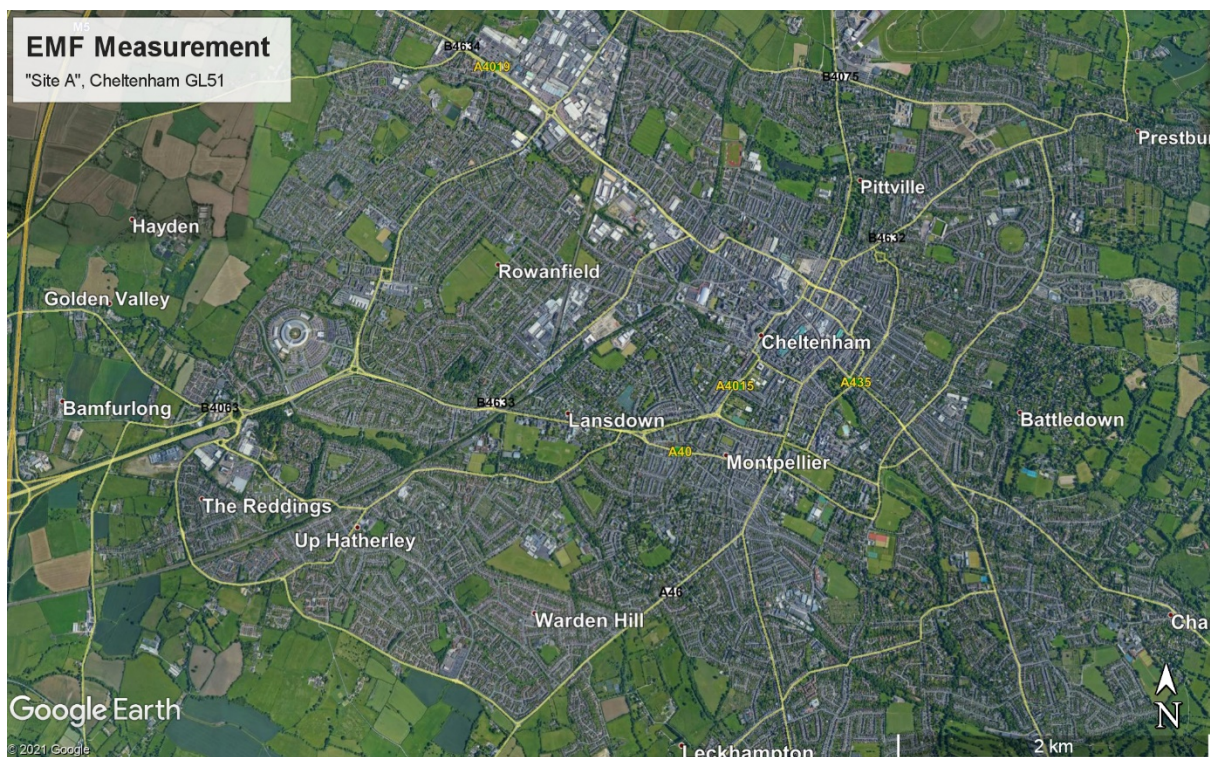 M5
EMF Measurement
"Site A", Cheltenham GL51
B4634
A4019
B4075
Prestbur
Pittville
Hayden
B4632
Rowanfield
Golden Valley
Cheltenham
A4015
A435
Bamfurlong
B4063
B4633
Lansdown
Battledown
A40
Montpellier
The Reddings
Up Hatherley
A46
Warden Hill
Cha
N
Google Earth
© 2021 Google
Leckhampton
2 km